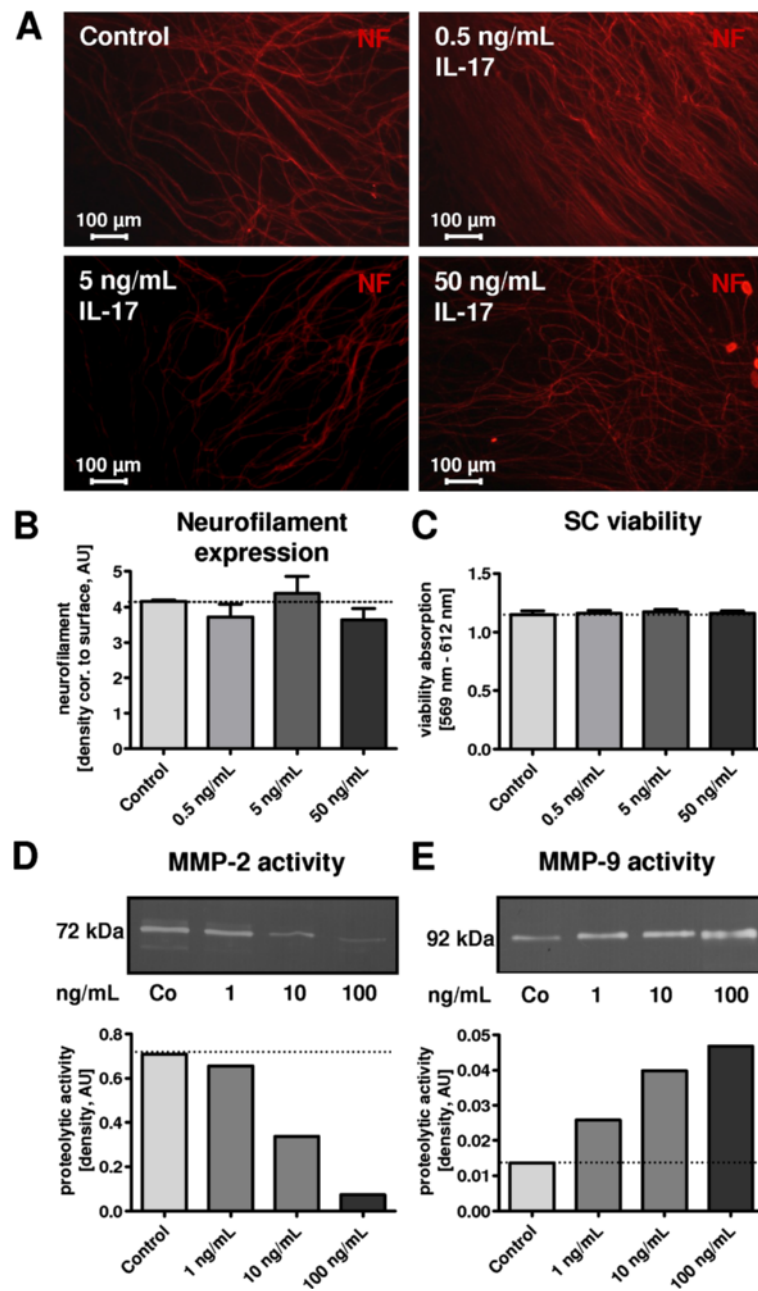 A
Control
NF
0.5 ng/mL
IL-17
NF
100 µm
100 µm
5 ng/mL
IL-17
NF
50 ng/mL
IL-17
NF
100 µm
100 µm
B
Neurofilament
expression
neurofilament
[density cor. to surface, AU]
5
4
3
2
1
0
Control
0.5 ng/mL
5 ng/mL
50 ng/mL
C
SC viability
viability absorption
[569 nm - 612 nm]
1.5
1.0
0.5
0.0
Control
0.5 ng/mL
5 ng/mL
50 ng/mL
D
MMP-2 activity
72 kDa
ng/mL Co 1 10 100
proteolytic activity
[density, AU]
0.8
0.6
0.4
0.2
0.0
Control
1 ng/mL
10 ng/mL
100 ng/mL
E
MMP-9 activity
92 kDa
ng/mL Co 1 10 100
proteolytic activity
[density, AU]
0.05
0.04
0.03
0.02
0.01
0.00
Control
1 ng/mL
10 ng/mL
100 ng/mL